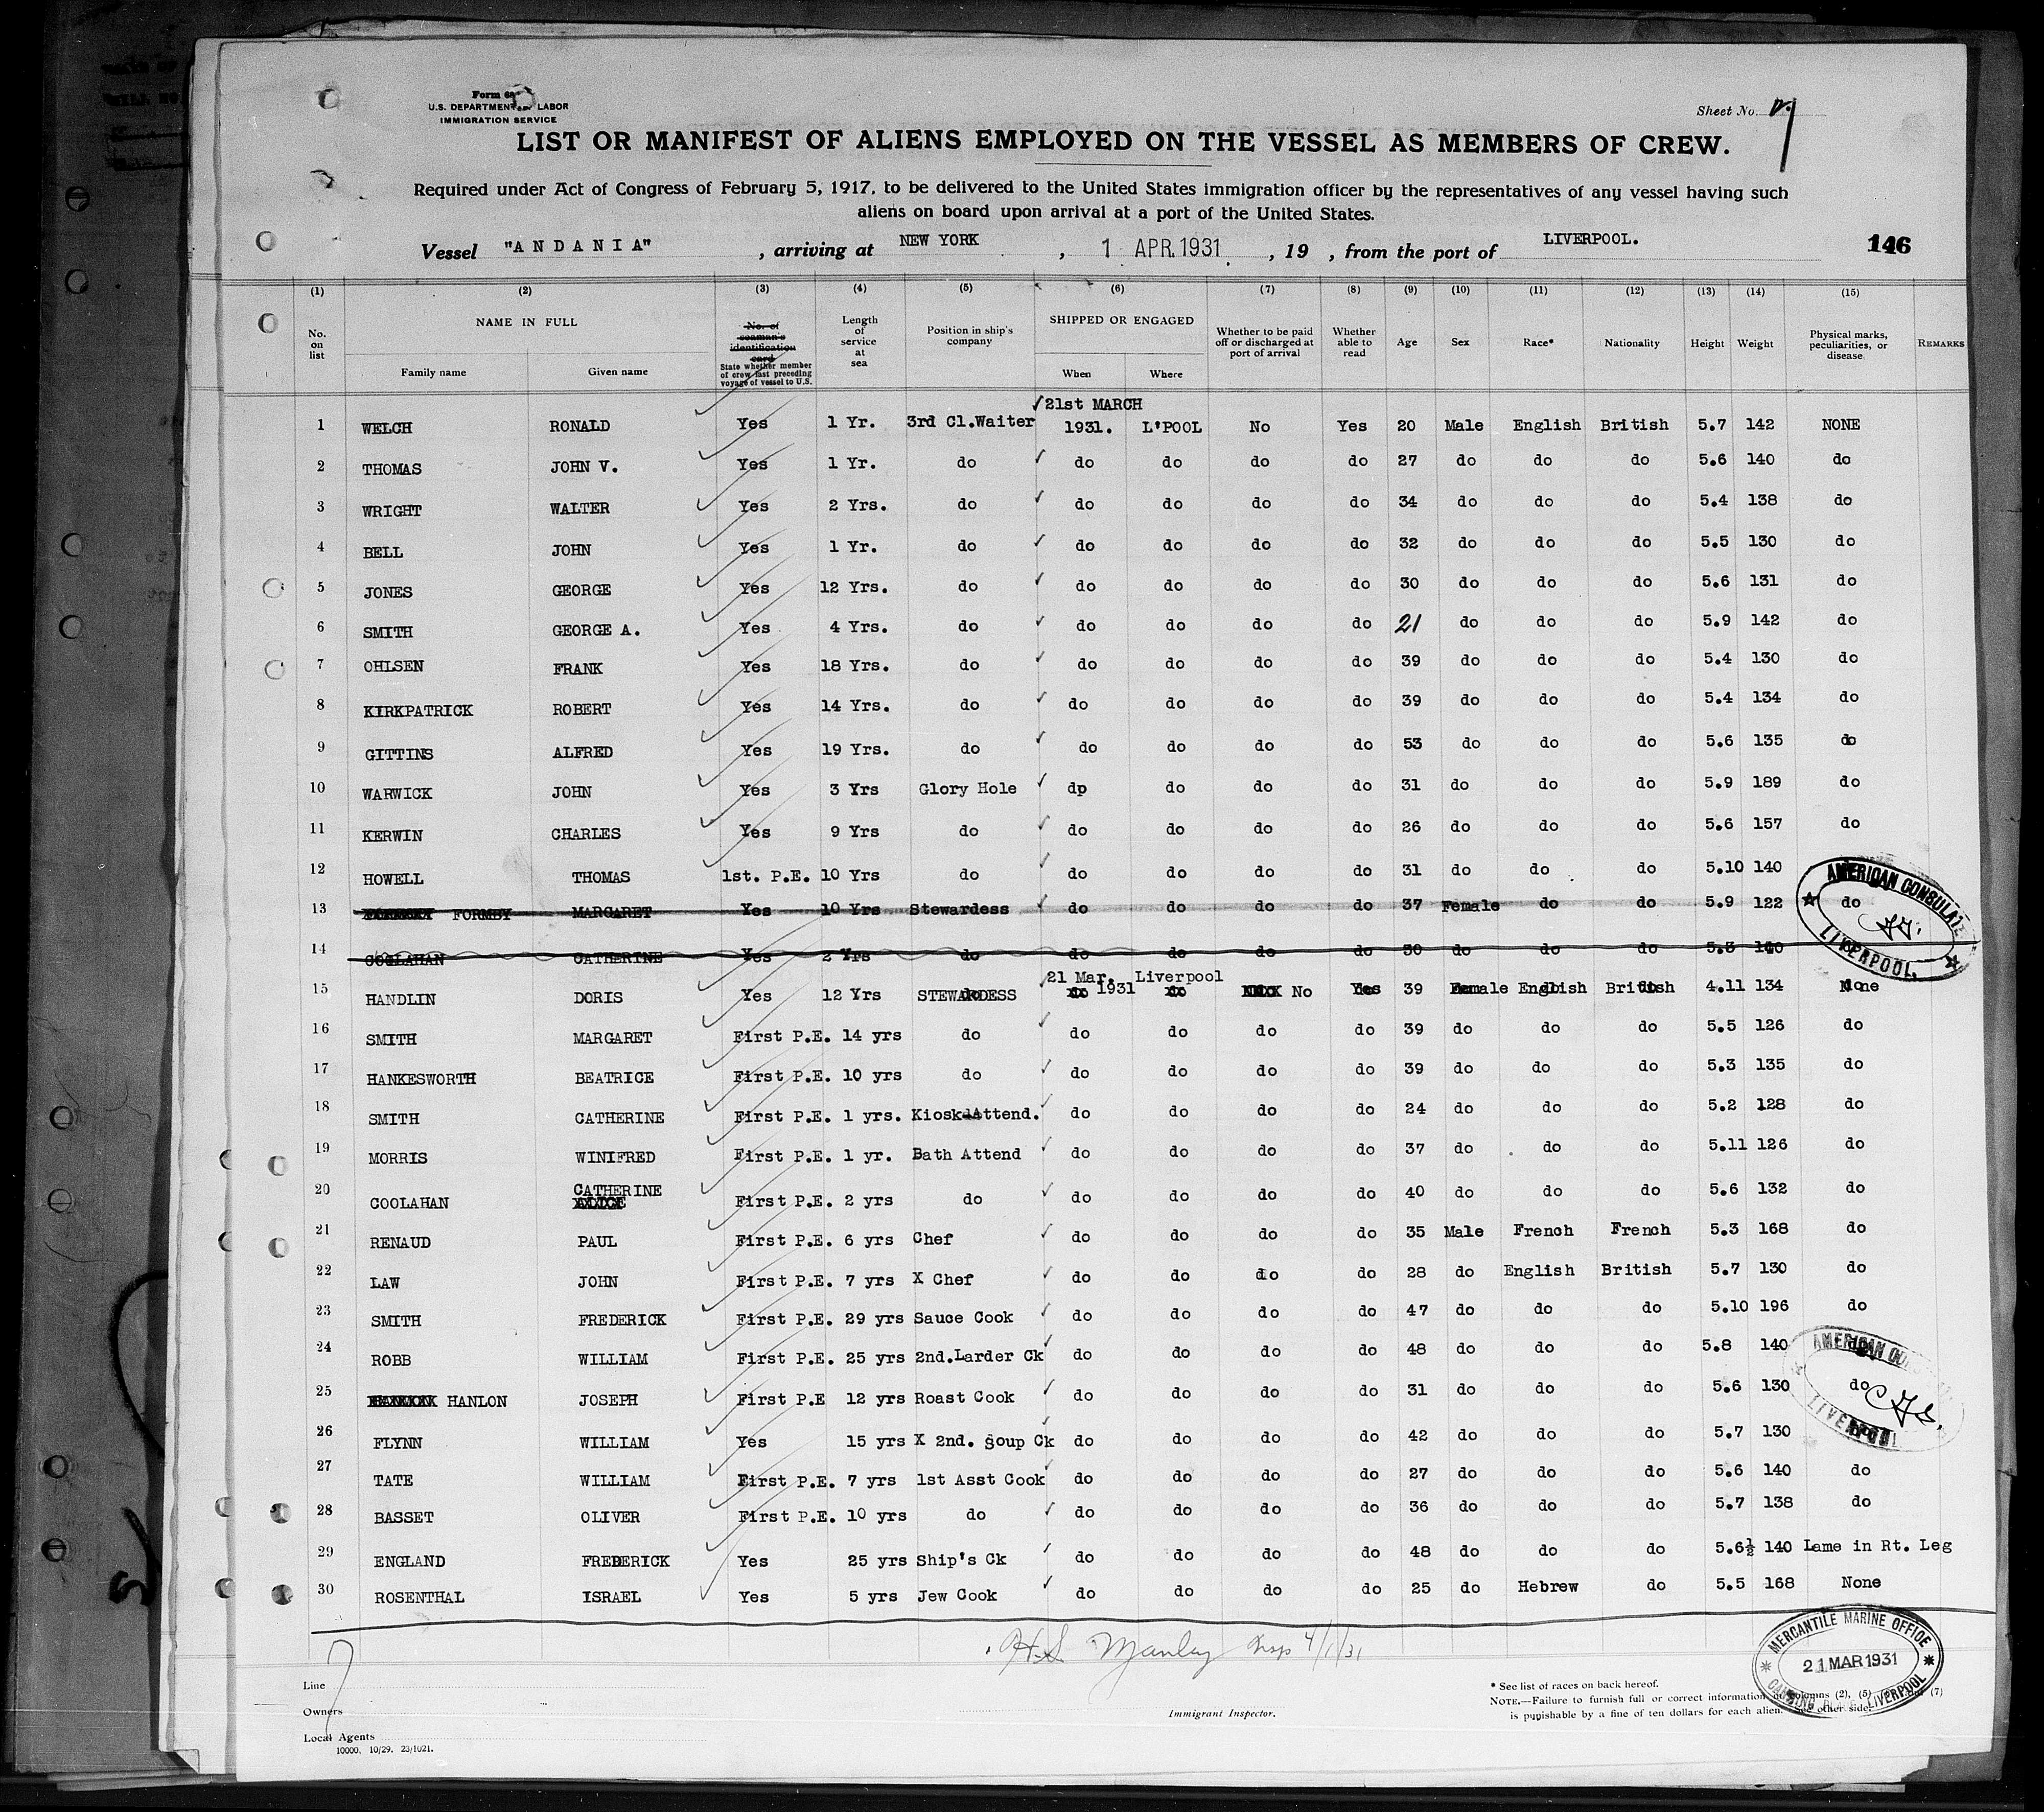 Form 68
U.S. DEPARTMENT OF LABOR
IMMIGRATION SERVICE
Sheet No.
LIST OR MANIFEST OF ALIENS EMPLOYED ON THE VESSEL AS MEMBERS OF CREW.
Required under Act of Congress of February 5, 1917, to be delivered to the United States immigration officer by the representatives of any vessel having such
aliens on board upon arrival at a port of the United States.
Vessel "ANDANIA", arriving at NEW YORK, 1 APR. 1931, 19 , from the port of LIVERPOOL. 146
(1) (2) (3) (4) (5) (6) (7) (8) (9) (10) (11) (12) (13) (14) (15)
No. on list NAME IN FULL Family name Given name No. of seaman's identification card State whether member of crew last preceding voyage of vessel to U.S. Length of service at sea Position in ship's company SHIPPED OR ENGAGED When Where Whether to be paid off or discharged at port of arrival Whether able to read Age Sex Race* Nationality Height Weight Physical marks, peculiarities, or disease REMARKS
1 WELCH RONALD Yes 1 Yr. 3rd Cl.Waiter 21st MARCH 1931. L'POOL No Yes 20 Male English British 5.7 142 NONE
2 THOMAS JOHN V. Yes 1 Yr. do do do do do 27 do do do 5.6 140 do
3 WRIGHT WALTER Yes 2 Yrs. do do do do do 34 do do do 5.4 138 do
4 BELL JOHN Yes 1 Yr. do do do do do 32 do do do 5.5 130 do
5 JONES GEORGE Yes 12 Yrs. do do do do do 30 do do do 5.6 131 do
6 SMITH GEORGE A. Yes 4 Yrs. do do do do do 21 do do do 5.9 142 do
7 OHLSEN FRANK Yes 18 Yrs. do do do do do 39 do do do 5.4 130 do
8 KIRKPATRICK ROBERT Yes 14 Yrs. do do do do do 39 do do do 5.4 134 do
9 GITTINS ALFRED Yes 19 Yrs. do do do do do 53 do do do 5.6 135 do
10 WARWICK JOHN Yes 3 Yrs Glory Hole dp do do do 31 do do do 5.9 189 do
11 KERWIN CHARLES Yes 9 Yrs do do do do do 26 do do do 5.6 157 do
12 HOWELL THOMAS 1st. P.E. 10 Yrs do do do do do 31 do do do 5.10 140
13 FORMBY MARGARET Yes 10 Yrs Stewardess do do do do 37 Female do do 5.9 122 do
14 COOLAHAN CATHERINE Yes 2 Yrs do do do do do 30 do do do 5.3 140
15 HANDLIN DORIS Yes 12 Yrs STEWARDESS 21 Mar. 1931 Liverpool No Yes 39 Female English British 4.11 134 None
16 SMITH MARGARET First P.E. 14 yrs do do do do do 39 do do do 5.5 126 do
17 HANKESWORTH BEATRICE First P.E. 10 yrs do do do do do 39 do do do 5.3 135 do
18 SMITH CATHERINE First P.E. 1 yrs. Kiosk Attend. do do do do 24 do do do 5.2 128 do
19 MORRIS WINIFRED First P.E. 1 yr. Bath Attend do do do do 37 do do do 5.11 126 do
20 COOLAHAN CATHERINE First P.E. 2 yrs do do do do do 40 do do do 5.6 132 do
21 RENAUD PAUL First P.E. 6 yrs Chef do do do do 35 Male French French 5.3 168 do
22 LAW JOHN First P.E. 7 yrs X Chef do do do do 28 do English British 5.7 130 do
23 SMITH FREDERICK First P.E. 29 yrs Sauce Cook do do do do 47 do do do 5.10 196 do
24 ROBB WILLIAM First P.E. 25 yrs 2nd.Larder Ck do do do do 48 do do do 5.8 140 do
25 HANLON JOSEPH First P.E 12 yrs Roast Cook do do do do 31 do do do 5.6 130 do
26 FLYNN WILLIAM Yes 15 yrs X 2nd. Soup Ck do do do do 42 do do do 5.7 130 do
27 TATE WILLIAM First P.E. 7 yrs 1st Asst Cook do do do do 27 do do do 5.6 140 do
28 BASSET OLIVER First P.E. 10 yrs do do do do do 36 do do do 5.7 138 do
29 ENGLAND FREDERICK Yes 25 yrs Ship's Ck do do do do 48 do do do 5.6½ 140 Lame in Rt. Leg
30 ROSENTHAL ISRAEL Yes 5 yrs Jew Cook do do do do 25 do Hebrew do 5.5 168 None
AMERICAN CONSULATE
LIVERPOOL
AMERICAN
LIVERPOOL
H.S. Manley Insp 4/1/31
MERCANTILE MARINE OFFICE
21 MAR 1931
CANNING PLACE LIVERPOOL
Line
Owners
Local Agents
Immigrant Inspector.
* See list of races on back hereof.
NOTE.—Failure to furnish full or correct information columns (2), (5) (7)
is punishable by a fine of ten dollars for each alien. other side.
10000, 10/29. 23/1021.